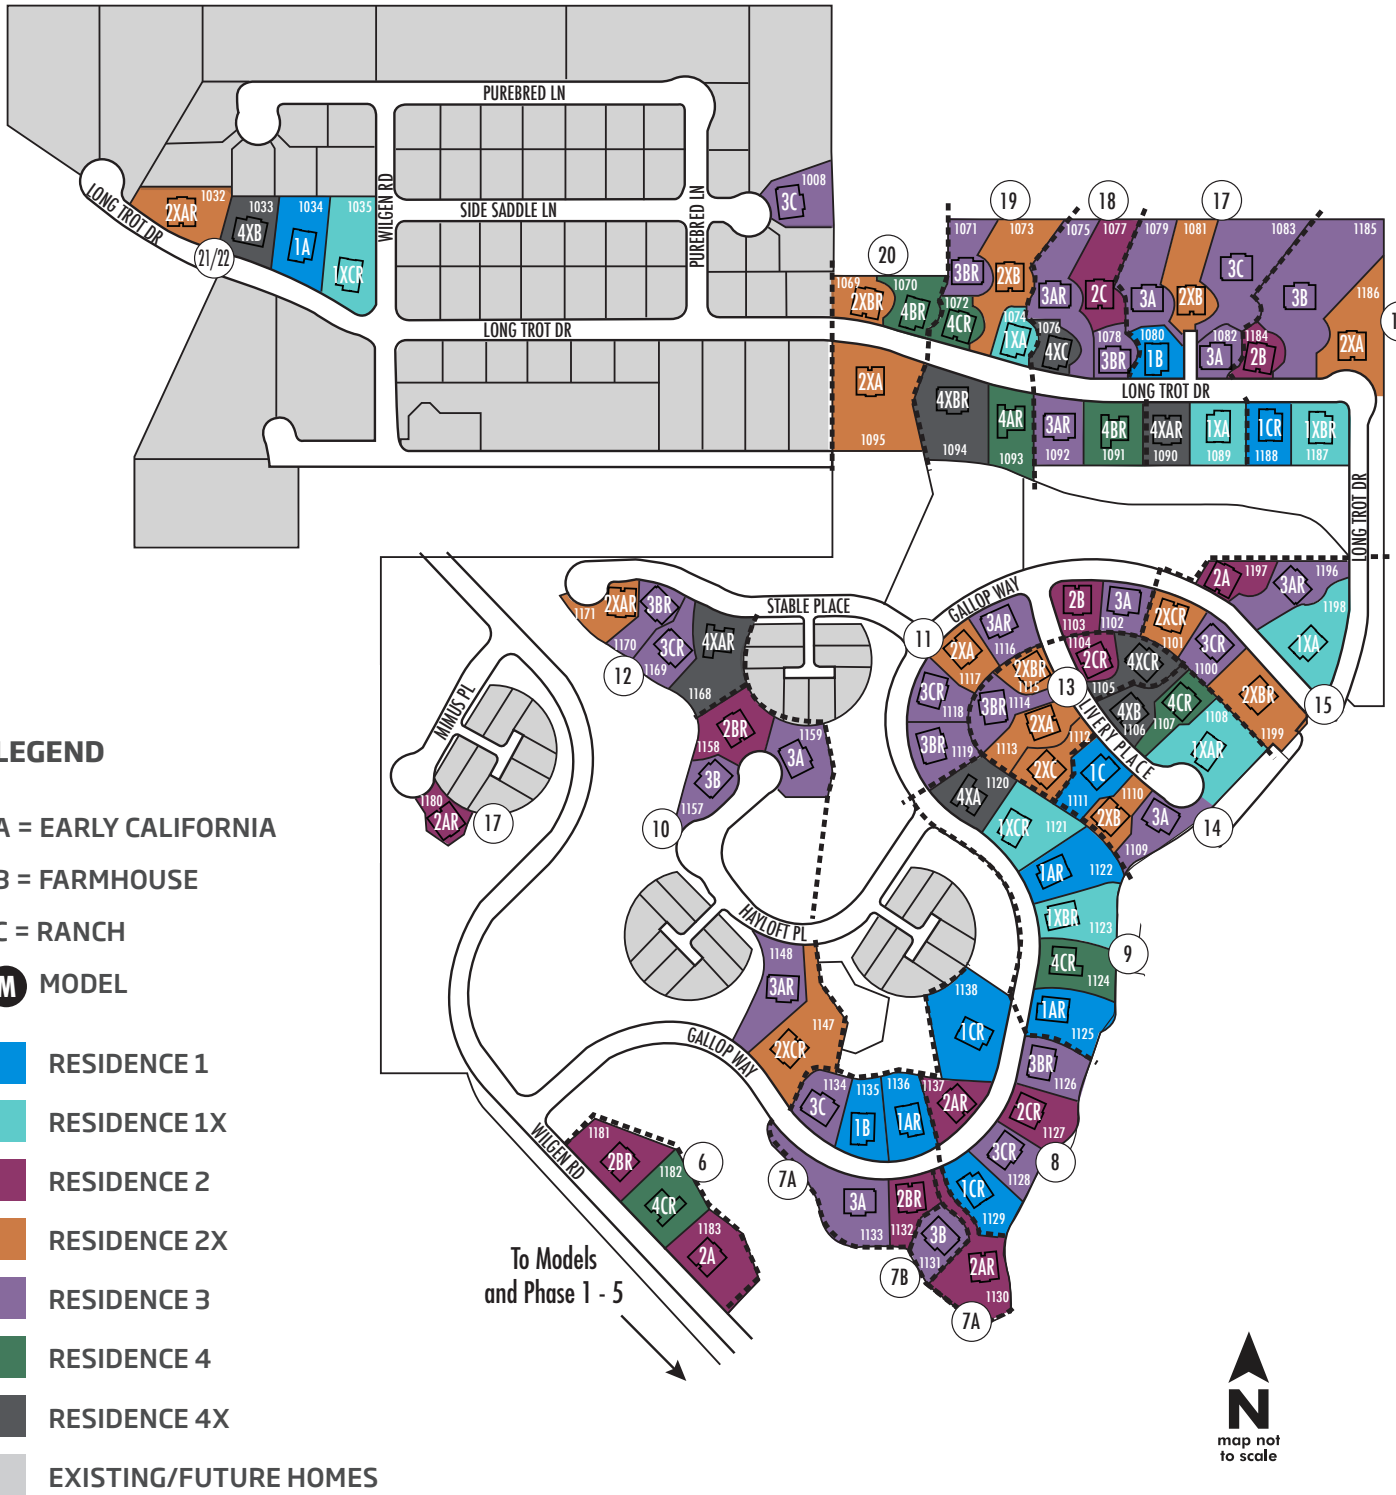 PUREBRED LN
WILGEN RD
SIDE SADDLE LN
PUREBRED LN
1008
3C
LONG TROT DR
1032
2XAR
1033
4XB
1034
1A
1035
1XCR
21/22
LONG TROT DR
20
19
18
17
1069
2XBR
1070
4BR
1071
3BR
1072
4CR
1073
2XB
1074
1XA
1075
3AR
1076
4XC
1077
2C
1078
3BR
1079
3A
1080
1B
1081
2XB
1082
3A
1083
3C
1184
2B
1185
3B
1186
2XA
LONG TROT DR
2XA
1095
4XBR
1094
4AR
1093
3AR
1092
4BR
1091
4XAR
1090
1XA
1089
1CR
1188
1XBR
1187
LONG TROT DR
STABLE PLACE
GALLOP WAY
1171
2XAR
1170
3BR
3CR
1169
4XAR
1168
12
11
2XA
1117
3AR
1116
2XBR
1115
3CR
1118
3BR
1114
3BR
1119
2XA
1113
2XC
1112
13
2B
1103
3A
1102
1104
2CR
1105
4XCR
2XCR
1101
3CR
1100
2A
1197
3AR
1196
1198
1XA
2XBR
1199
15
4XB
1106
4CR
1107
1108
1XAR
LIVERY PLACE
1C
1111
1110
2XB
3A
1109
14
MIMUS PL
1180
2AR
17
2BR
1158
1159
3A
3B
1157
10
4XA
1120
1XCR
1121
1AR
1122
1XBR
1123
4CR
1124
1AR
1125
9
HAYLOFT PL
1148
3AR
1147
2XCR
GALLOP WAY
1138
1CR
1134
3C
1135
1B
1136
1AR
1137
2AR
3BR
1126
2CR
1127
3CR
1128
8
1CR
1129
7A
3A
1133
2BR
1132
3B
1131
7B
2AR
1130
7A
WILGEN RD
1181
2BR
1182
4CR
1183
2A
6
To Models
and Phase 1 - 5
LEGEND
A = EARLY CALIFORNIA
B = FARMHOUSE
C = RANCH
M MODEL
RESIDENCE 1
RESIDENCE 1X
RESIDENCE 2
RESIDENCE 2X
RESIDENCE 3
RESIDENCE 4
RESIDENCE 4X
EXISTING/FUTURE HOMES
N
map not
to scale